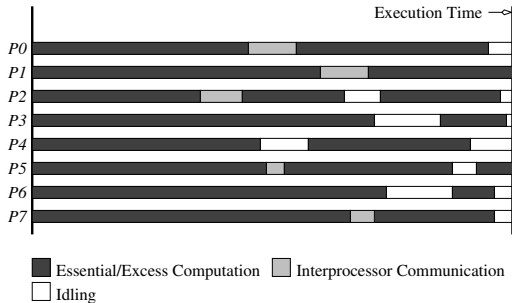 Execution Time
P0
P1
P2
P3
P4
P5
P6
P7
Essential/Excess Computation
Interprocessor Communication
Idling